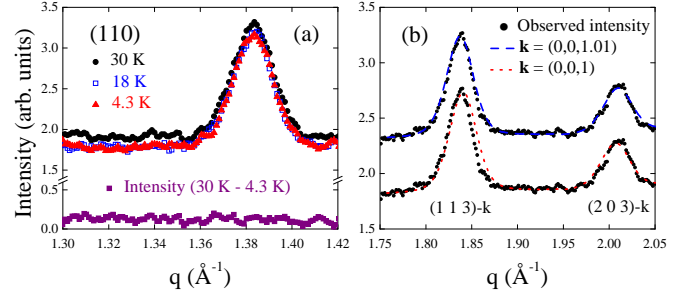 (110)
(a)
30 K
18 K
4.3 K
Intensity (30 K - 4.3 K)
Intensity (arb. units)
3.5
3.0
2.5
2.0
1.5
0.5
0.0
1.30 1.32 1.34 1.36 1.38 1.40 1.42
q (Å⁻¹)
(b)
Observed intensity
k = (0,0,1.01)
k = (0,0,1)
(1 1 3)-k
(2 0 3)-k
3.5
3.0
2.5
2.0
1.5
1.75 1.80 1.85 1.90 1.95 2.00 2.05
q (Å⁻¹)